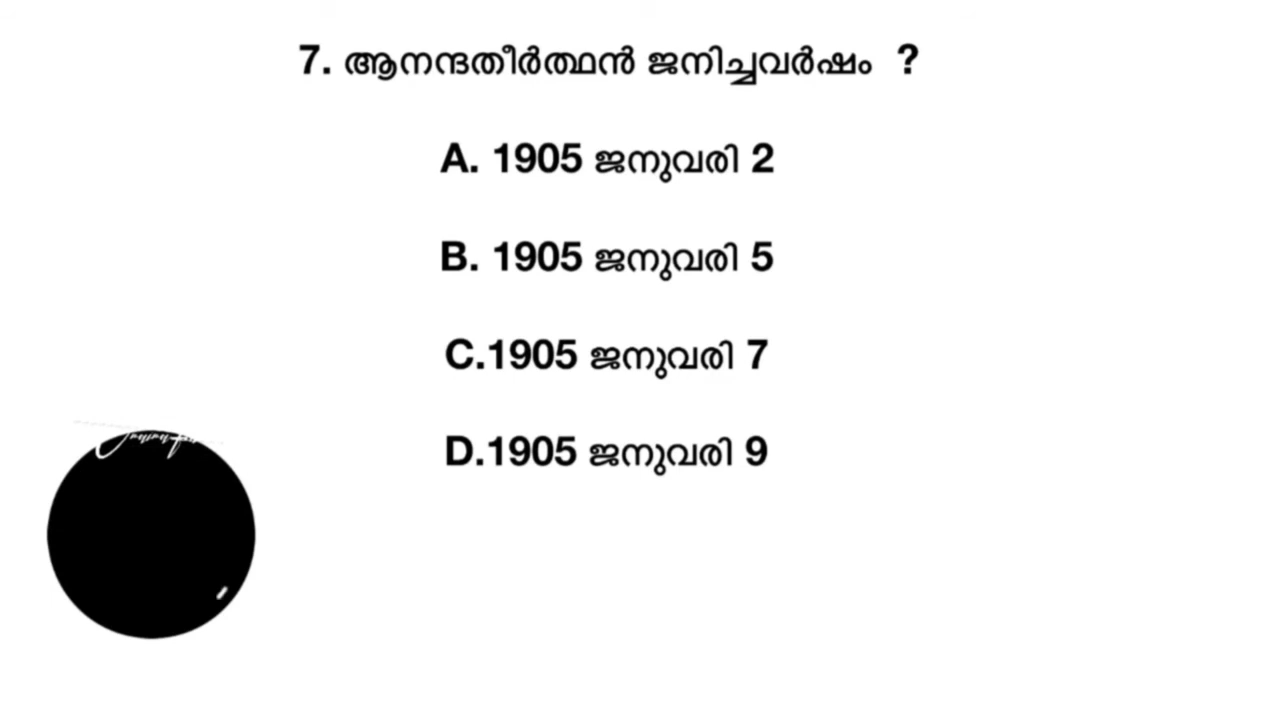 7. ആനന്ദതീർത്ഥൻ ജനിച്ചവർഷം ?
A. 1905 ജനുവരി 2
B. 1905 ജനുവരി 5
C.1905 ജനുവരി 7
D.1905 ജനുവരി 9